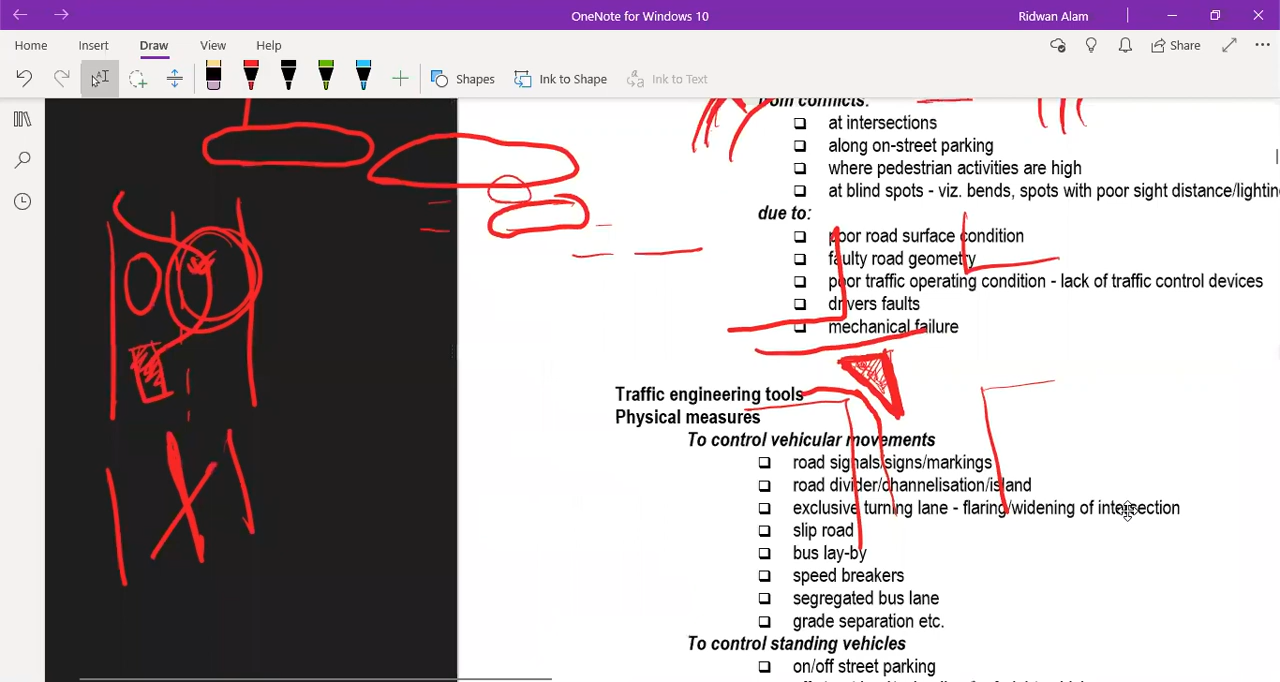 OneNote for Windows 10
Ridwan Alam
Home Insert Draw View Help
Share
Shapes
Ink to Shape
Ink to Text
from conflicts:
at intersections
along on-street parking
where pedestrian activities are high
at blind spots - viz. bends, spots with poor sight distance/lightin
due to:
poor road surface condition
faulty road geometry
poor traffic operating condition - lack of traffic control devices
drivers faults
mechanical failure
Traffic engineering tools
Physical measures
To control vehicular movements
road signals/signs/markings
road divider/channelisation/island
exclusive turning lane - flaring/widening of intersection
slip road
bus lay-by
speed breakers
segregated bus lane
grade separation etc.
To control standing vehicles
on/off street parking